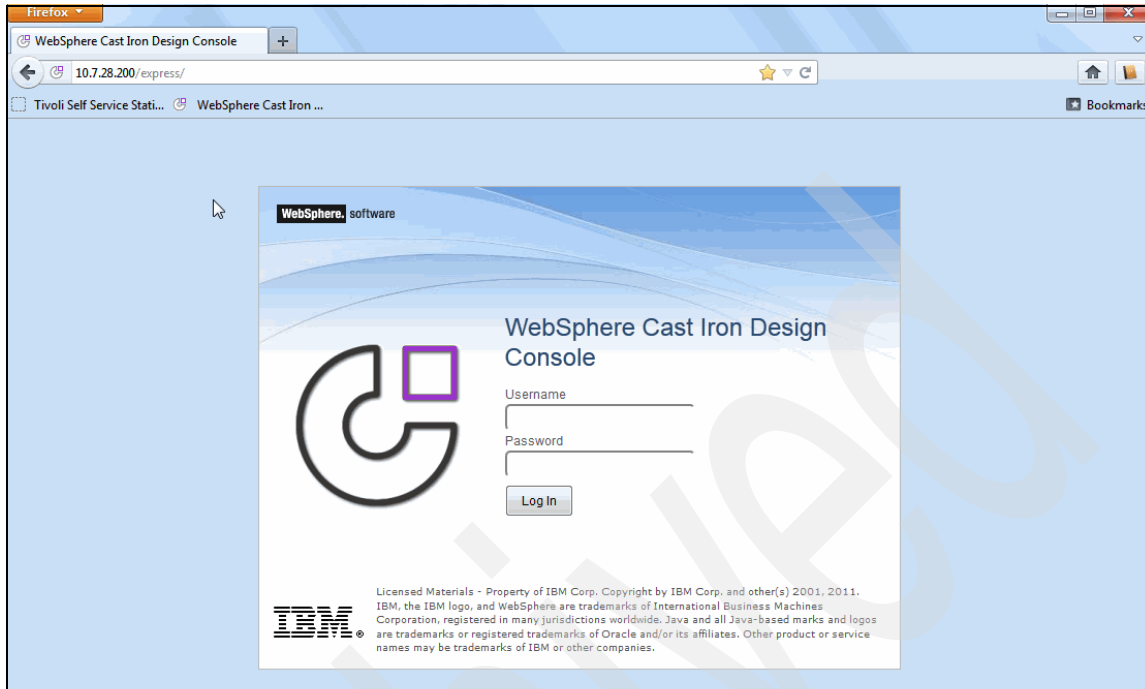 Firefox
WebSphere Cast Iron Design Console
10.7.28.200/express/
Tivoli Self Service Stati... WebSphere Cast Iron ...
Bookmarks
WebSphere. software
WebSphere Cast Iron Design
Console
Username
Password
Log In
Licensed Materials - Property of IBM Corp. Copyright by IBM Corp. and other(s) 2001, 2011.
IBM, the IBM logo, and WebSphere are trademarks of International Business Machines
Corporation, registered in many jurisdictions worldwide. Java and all Java-based marks and logos
are trademarks or registered trademarks of Oracle and/or its affiliates. Other product or service
names may be trademarks of IBM or other companies.
IBM®